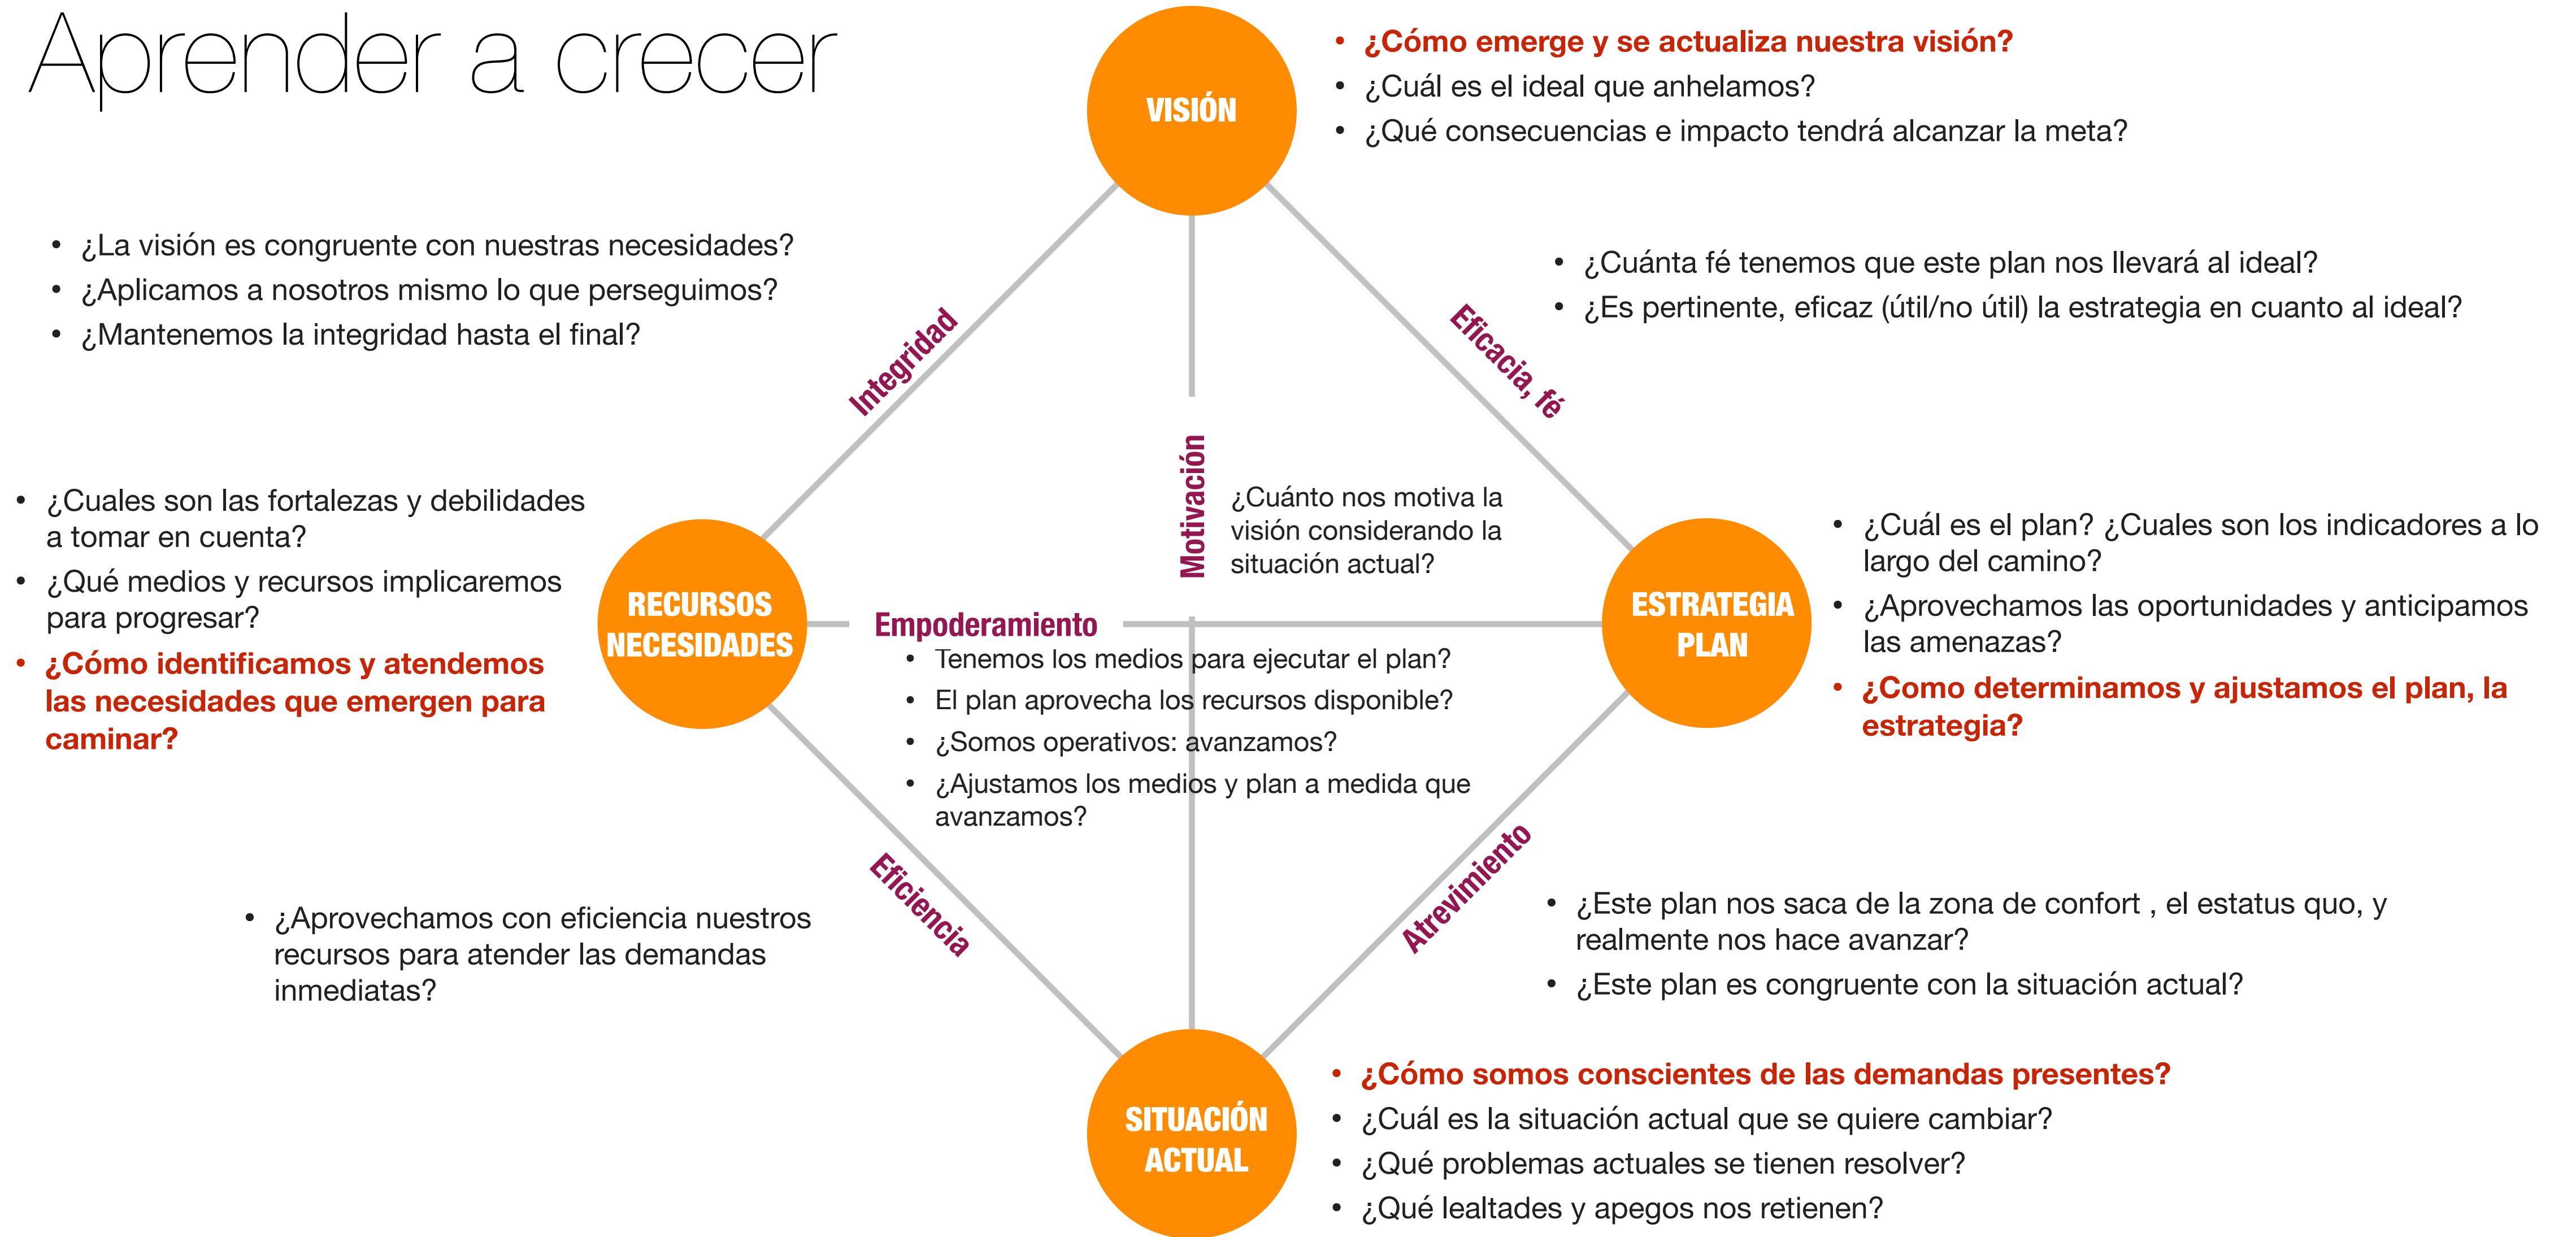 Aprender a crecer
VISIÓN
• ¿Cómo emerge y se actualiza nuestra visión?
• ¿Cuál es el ideal que anhelamos?
• ¿Qué consecuencias e impacto tendrá alcanzar la meta?
• ¿La visión es congruente con nuestras necesidades?
• ¿Aplicamos a nosotros mismo lo que perseguimos?
• ¿Mantenemos la integridad hasta el final?
Integridad
Eficacia, fé
• ¿Cuánta fé tenemos que este plan nos llevará al ideal?
• ¿Es pertinente, eficaz (útil/no útil) la estrategia en cuanto al ideal?
Motivación
¿Cuánto nos motiva la
visión considerando la
situación actual?
• ¿Cuales son las fortalezas y debilidades
a tomar en cuenta?
• ¿Qué medios y recursos implicaremos
para progresar?
• ¿Cómo identificamos y atendemos
las necesidades que emergen para
caminar?
RECURSOS
NECESIDADES
Empoderamiento
• Tenemos los medios para ejecutar el plan?
• El plan aprovecha los recursos disponible?
• ¿Somos operativos: avanzamos?
• ¿Ajustamos los medios y plan a medida que
avanzamos?
ESTRATEGIA
PLAN
• ¿Cuál es el plan? ¿Cuales son los indicadores a lo
largo del camino?
• ¿Aprovechamos las oportunidades y anticipamos
las amenazas?
• ¿Como determinamos y ajustamos el plan, la
estrategia?
• ¿Aprovechamos con eficiencia nuestros
recursos para atender las demandas
inmediatas?
Eficiencia
Atrevimiento
• ¿Este plan nos saca de la zona de confort , el estatus quo, y
realmente nos hace avanzar?
• ¿Este plan es congruente con la situación actual?
SITUACIÓN
ACTUAL
• ¿Cómo somos conscientes de las demandas presentes?
• ¿Cuál es la situación actual que se quiere cambiar?
• ¿Qué problemas actuales se tienen resolver?
• ¿Qué lealtades y apegos nos retienen?